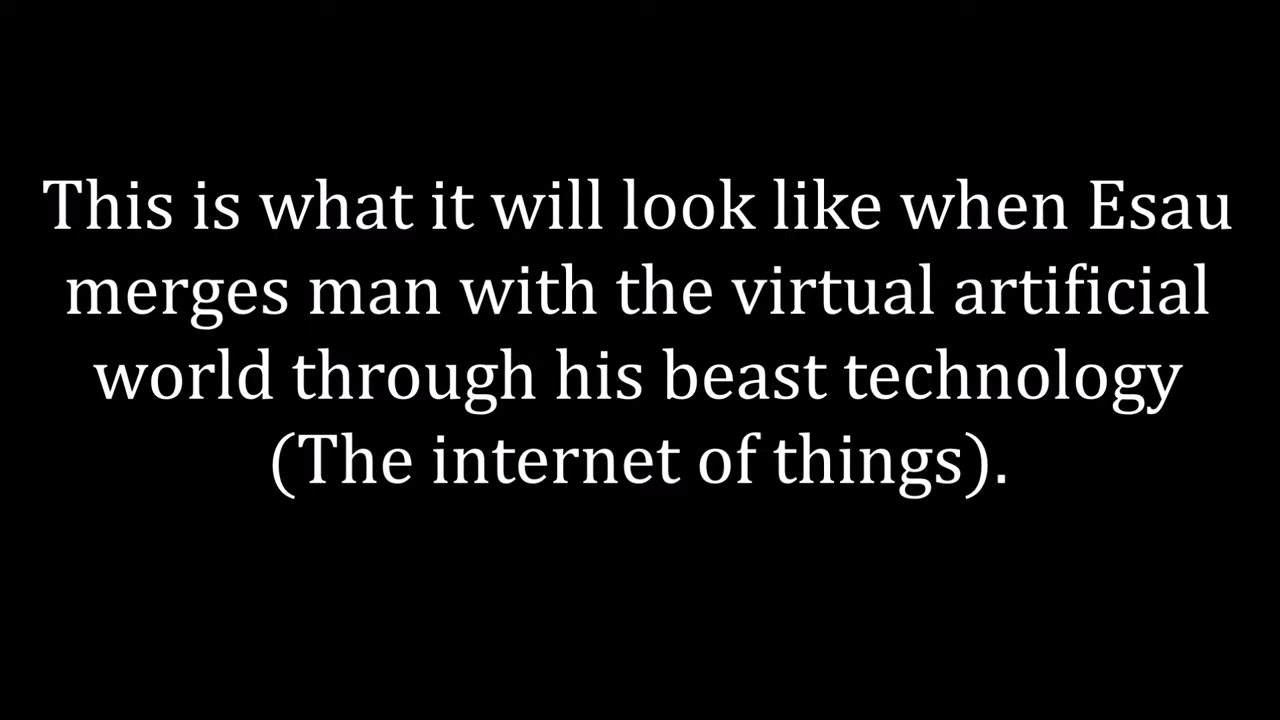 This is what it will look like when Esau
merges man with the virtual artificial
world through his beast technology
(The internet of things).